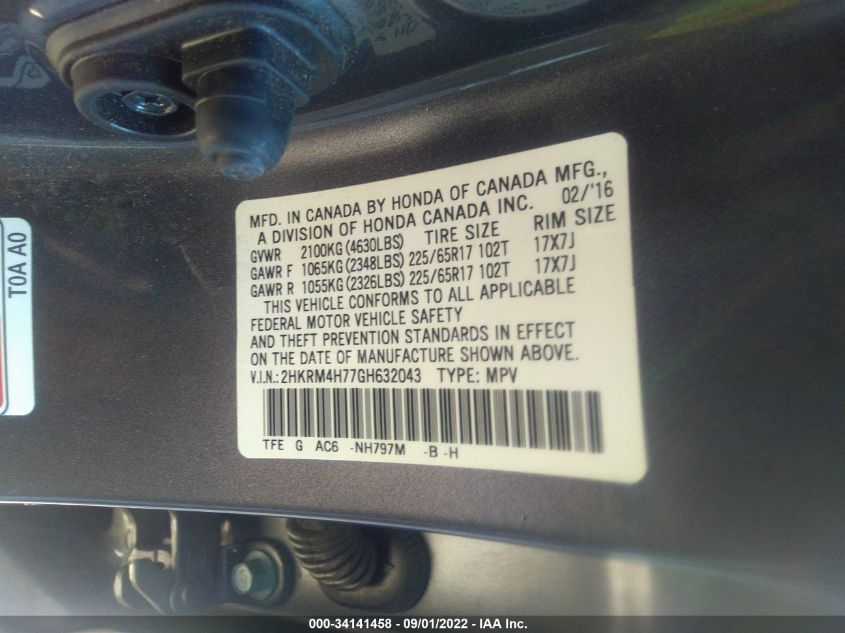 MFD. IN CANADA BY HONDA OF CANADA MFG.,
A DIVISION OF HONDA CANADA INC. 02/'16
GVWR 2100KG(4630LBS) TIRE SIZE RIM SIZE
GAWR F 1065KG(2348LBS) 225/65R17 102T 17X7J
GAWR R 1055KG(2326LBS) 225/65R17 102T 17X7J
THIS VEHICLE CONFORMS TO ALL APPLICABLE
FEDERAL MOTOR VEHICLE SAFETY
AND THEFT PREVENTION STANDARDS IN EFFECT
ON THE DATE OF MANUFACTURE SHOWN ABOVE.
V.I.N.: 2HKRM4H77GH632043 TYPE: MPV
TFE G AC6 -NH797M -B -H
T0A A0
000-34141458 - 09/01/2022 - IAA Inc.